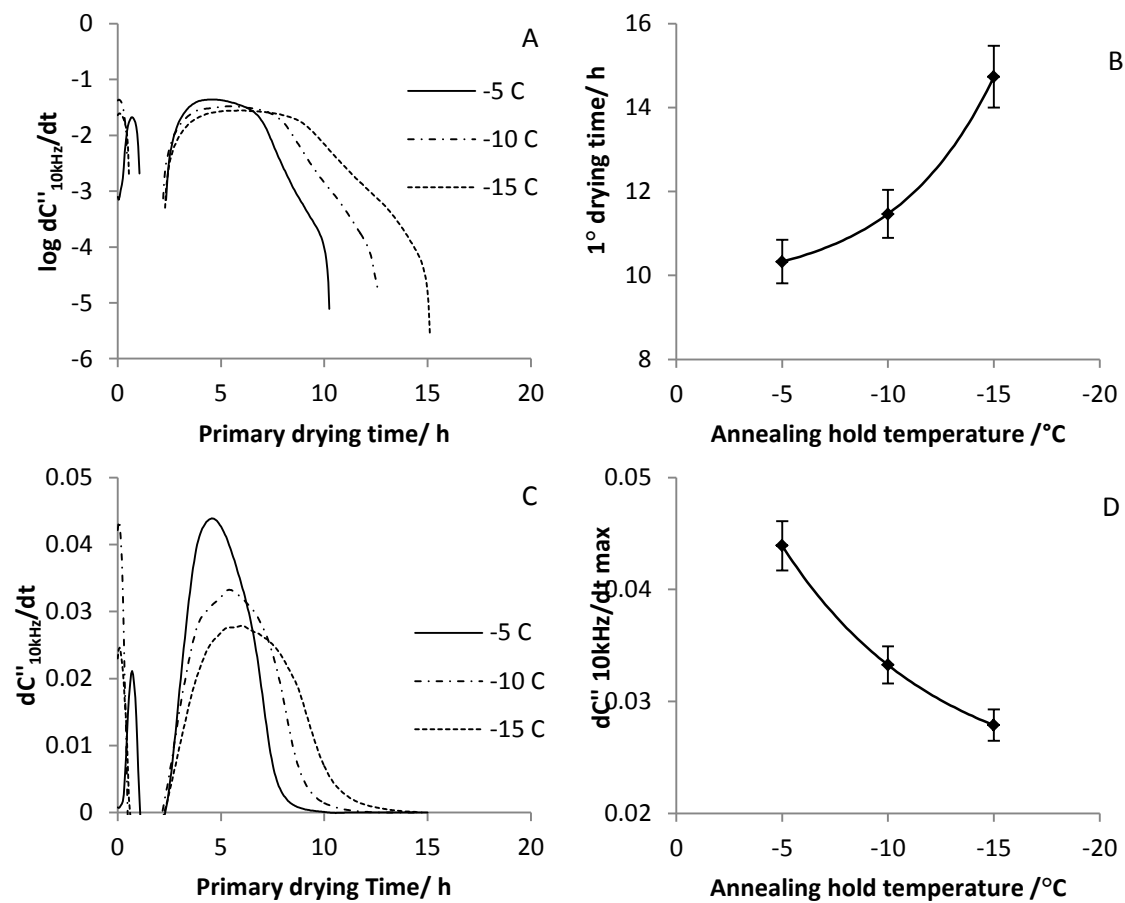 A
0
-1
-2
-3
-4
-5
-6
log dC''10kHz/dt
-5 C
-10 C
-15 C
0 5 10 15 20
Primary drying time/ h
B
16
14
12
10
8
1° drying time/ h
0 -5 -10 -15 -20
Annealing hold temperature /°C
C
0.05
0.04
0.03
0.02
0.01
0
dC''10kHz/dt
-5 C
-10 C
-15 C
0 5 10 15 20
Primary drying Time/ h
D
0.05
0.04
0.03
0.02
dC'' 10kHz/dt max
0 -5 -10 -15 -20
Annealing hold temperature /°C